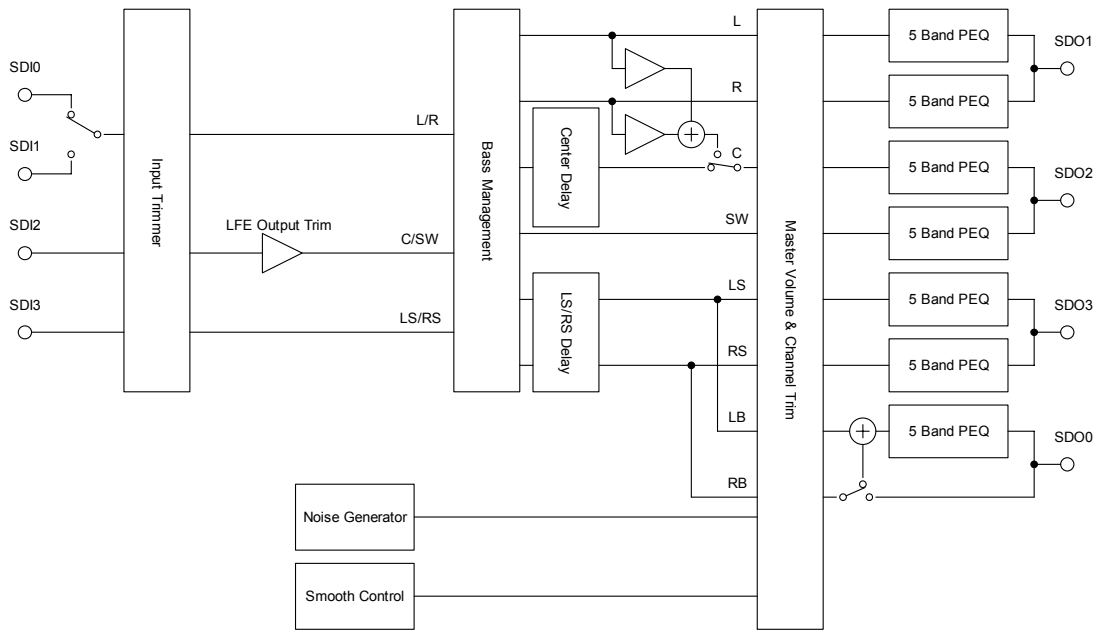 SDI0
SDI1
SDI2
SDI3
Input Trimmer
LFE Output Trim
L/R
C/SW
LS/RS
Bass Management
Center Delay
LS/RS Delay
Noise Generator
Smooth Control
L
R
C
SW
LS
RS
LB
RB
Master Volume & Channel Trim
5 Band PEQ
5 Band PEQ
5 Band PEQ
5 Band PEQ
5 Band PEQ
5 Band PEQ
5 Band PEQ
SDO1
SDO2
SDO3
SDO0